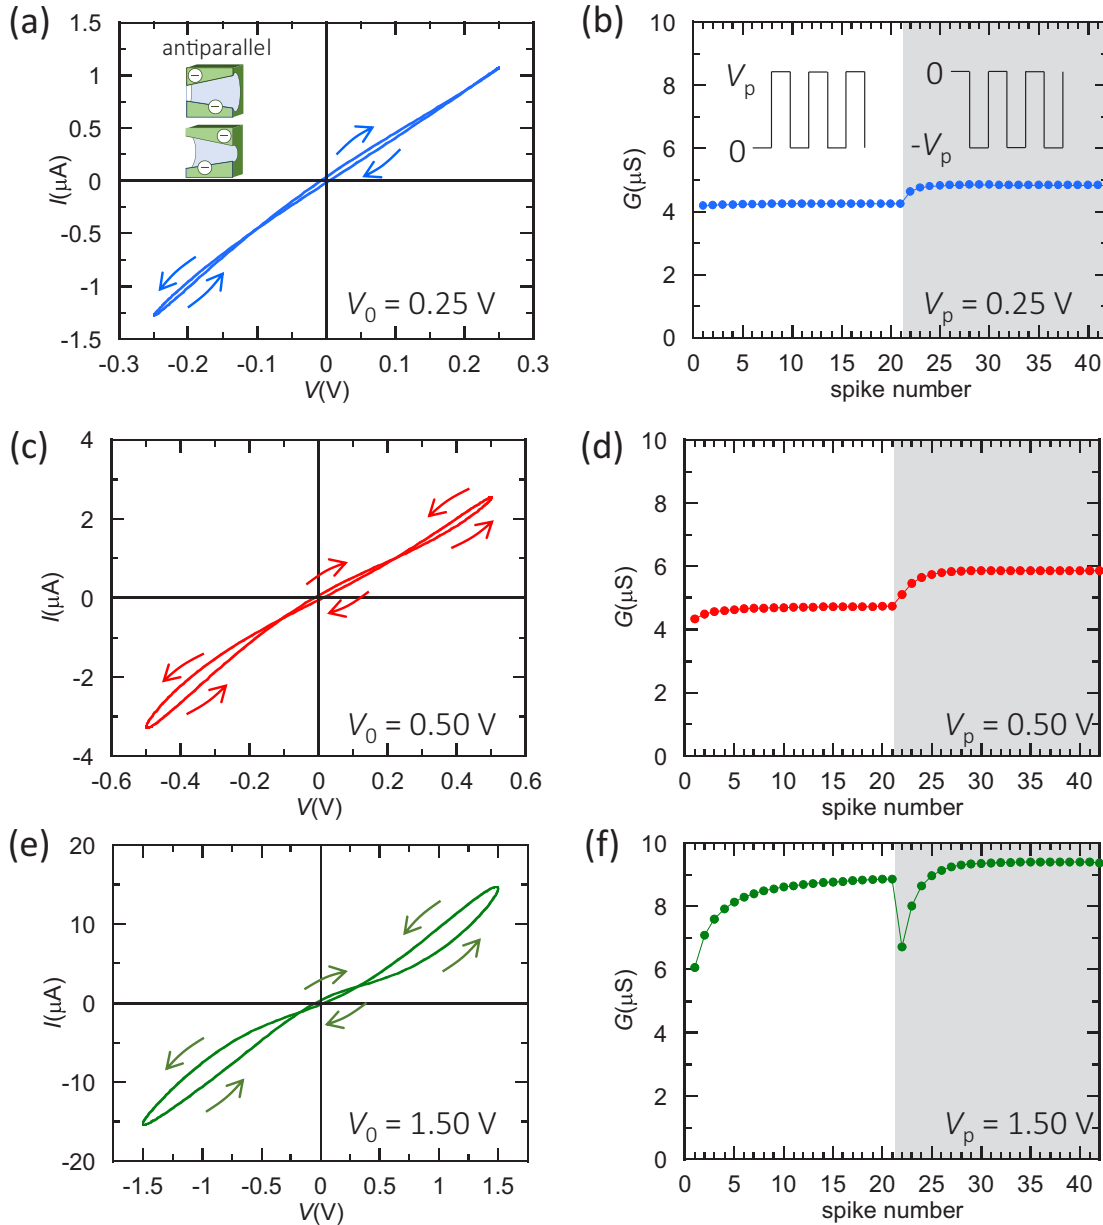 (a)
1.5
1
0.5
0
-0.5
-1
-1.5
I(μA)
antiparallel
V0 = 0.25 V
-0.3 -0.2 -0.1 0 0.1 0.2 0.3
V(V)
(b)
10
8
6
4
2
0
G(μS)
Vp
0
0
-Vp
Vp = 0.25 V
0 5 10 15 20 25 30 35 40
spike number
(c)
4
2
0
-2
-4
I(μA)
V0 = 0.50 V
-0.6 -0.4 -0.2 0 0.2 0.4 0.6
V(V)
(d)
10
8
6
4
2
0
G(μS)
Vp = 0.50 V
0 5 10 15 20 25 30 35 40
spike number
(e)
20
10
0
-10
-20
I(μA)
V0 = 1.50 V
-1.5 -1 -0.5 0 0.5 1 1.5
V(V)
(f)
10
8
6
4
2
0
G(μS)
Vp = 1.50 V
0 5 10 15 20 25 30 35 40
spike number